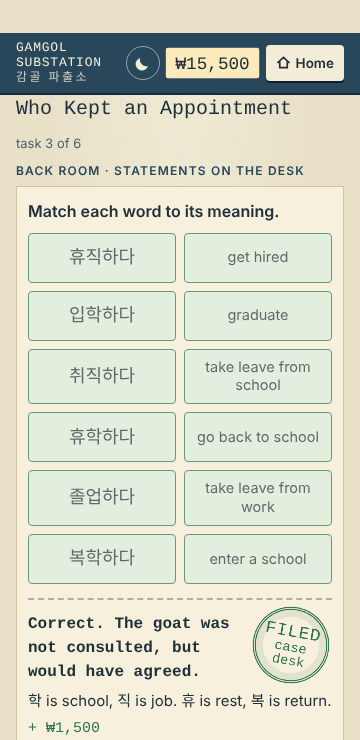 GAMGOL
SUBSTATION
감골 파출소
₩15,500
Home
Who Kept an Appointment
task 3 of 6
BACK ROOM · STATEMENTS ON THE DESK
Match each word to its meaning.
휴직하다
get hired
입학하다
graduate
취직하다
take leave from
school
휴학하다
go back to school
졸업하다
take leave from
work
복학하다
enter a school
Correct. The goat was
not consulted, but
would have agreed.
FILED
case
desk
학 is school, 직 is job. 휴 is rest, 복 is return.
+ ₩1,500